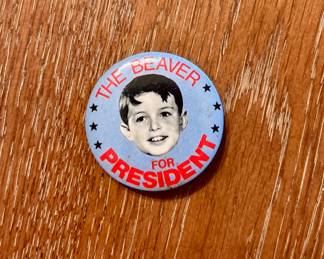 THE BEAVER
FOR
PRESIDENT